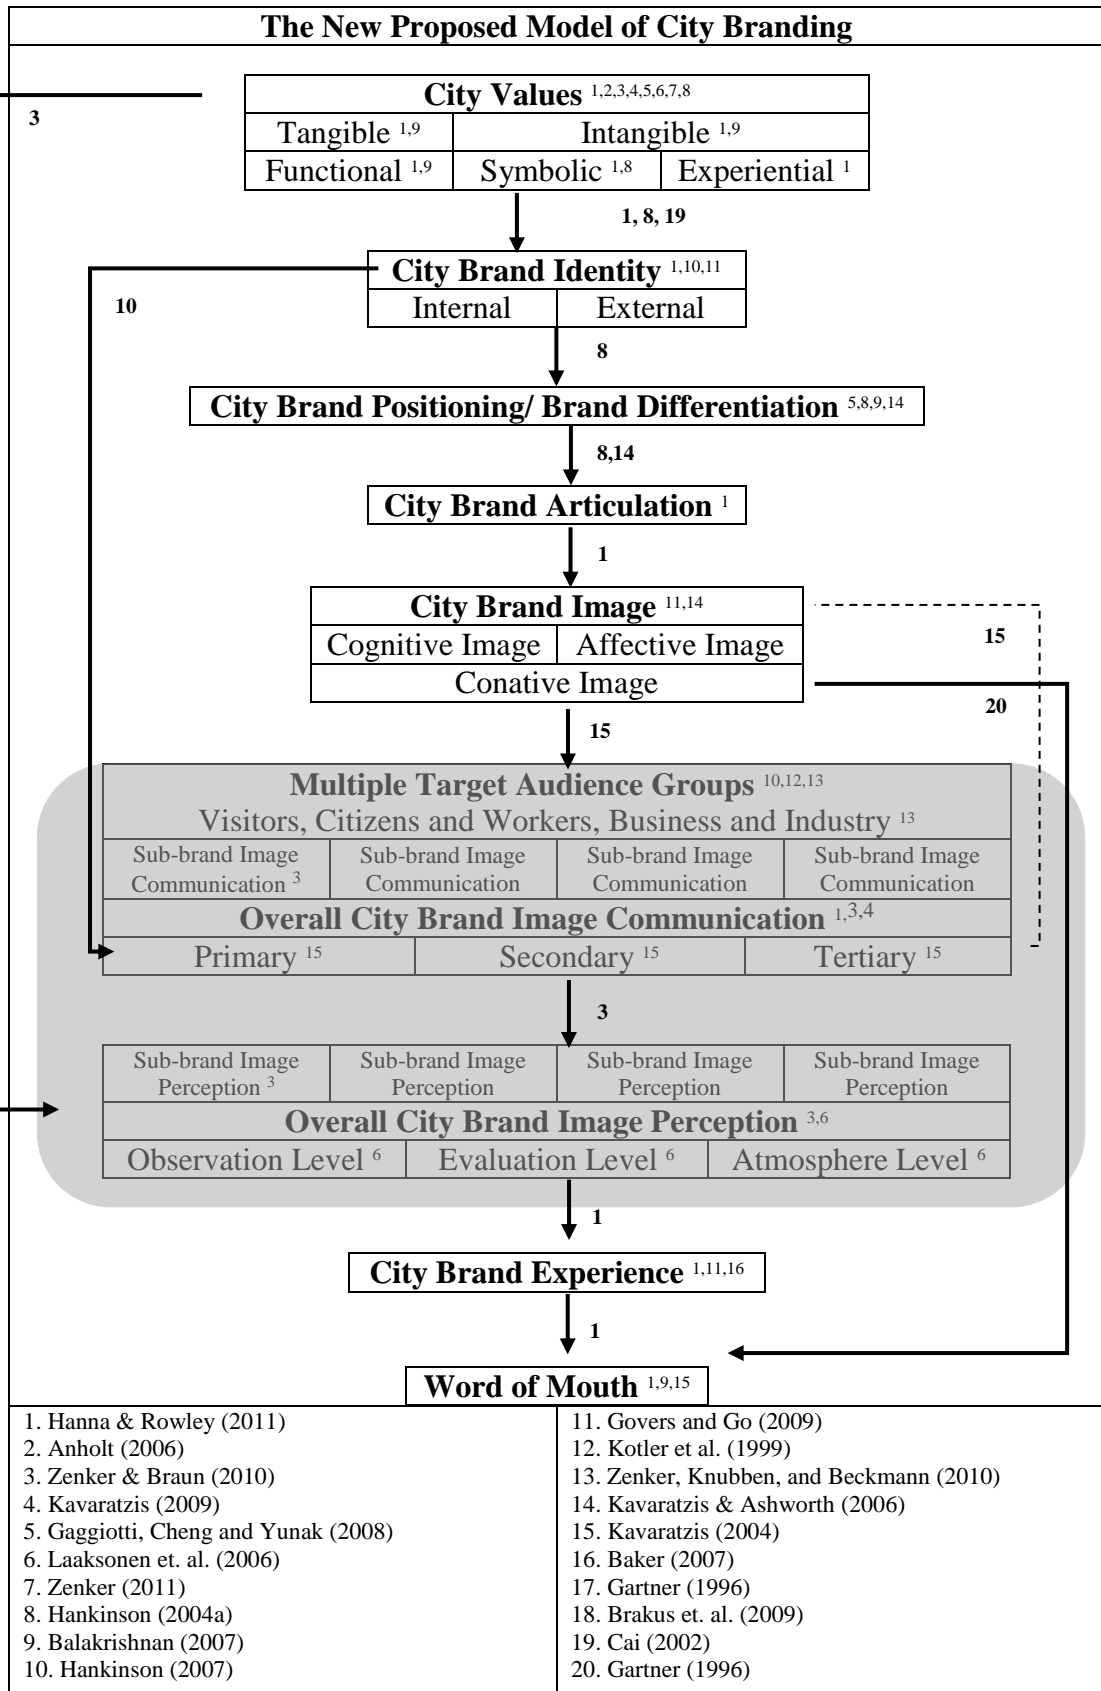 The New Proposed Model of City Branding
3
City Values 1,2,3,4,5,6,7,8
Tangible 1,9 Intangible 1,9
Functional 1,9 Symbolic 1,8 Experiential 1
1, 8, 19
City Brand Identity 1,10,11
10
Internal External
8
City Brand Positioning/ Brand Differentiation 5,8,9,14
8,14
City Brand Articulation 1
1
City Brand Image 11,14
15
Cognitive Image Affective Image
Conative Image
20
15
Multiple Target Audience Groups 10,12,13
Visitors, Citizens and Workers, Business and Industry 13
Sub-brand Image Sub-brand Image Sub-brand Image Sub-brand Image
Communication 3 Communication Communication Communication
Overall City Brand Image Communication 1,3,4
Primary 15 Secondary 15 Tertiary 15
3
Sub-brand Image Sub-brand Image Sub-brand Image Sub-brand Image
Perception 3 Perception Perception Perception
Overall City Brand Image Perception 3,6
Observation Level 6 Evaluation Level 6 Atmosphere Level 6
1
City Brand Experience 1,11,16
1
Word of Mouth 1,9,15
1. Hanna & Rowley (2011)
2. Anholt (2006)
3. Zenker & Braun (2010)
4. Kavaratzis (2009)
5. Gaggiotti, Cheng and Yunak (2008)
6. Laaksonen et. al. (2006)
7. Zenker (2011)
8. Hankinson (2004a)
9. Balakrishnan (2007)
10. Hankinson (2007)
11. Govers and Go (2009)
12. Kotler et al. (1999)
13. Zenker, Knubben, and Beckmann (2010)
14. Kavaratzis & Ashworth (2006)
15. Kavaratzis (2004)
16. Baker (2007)
17. Gartner (1996)
18. Brakus et. al. (2009)
19. Cai (2002)
20. Gartner (1996)